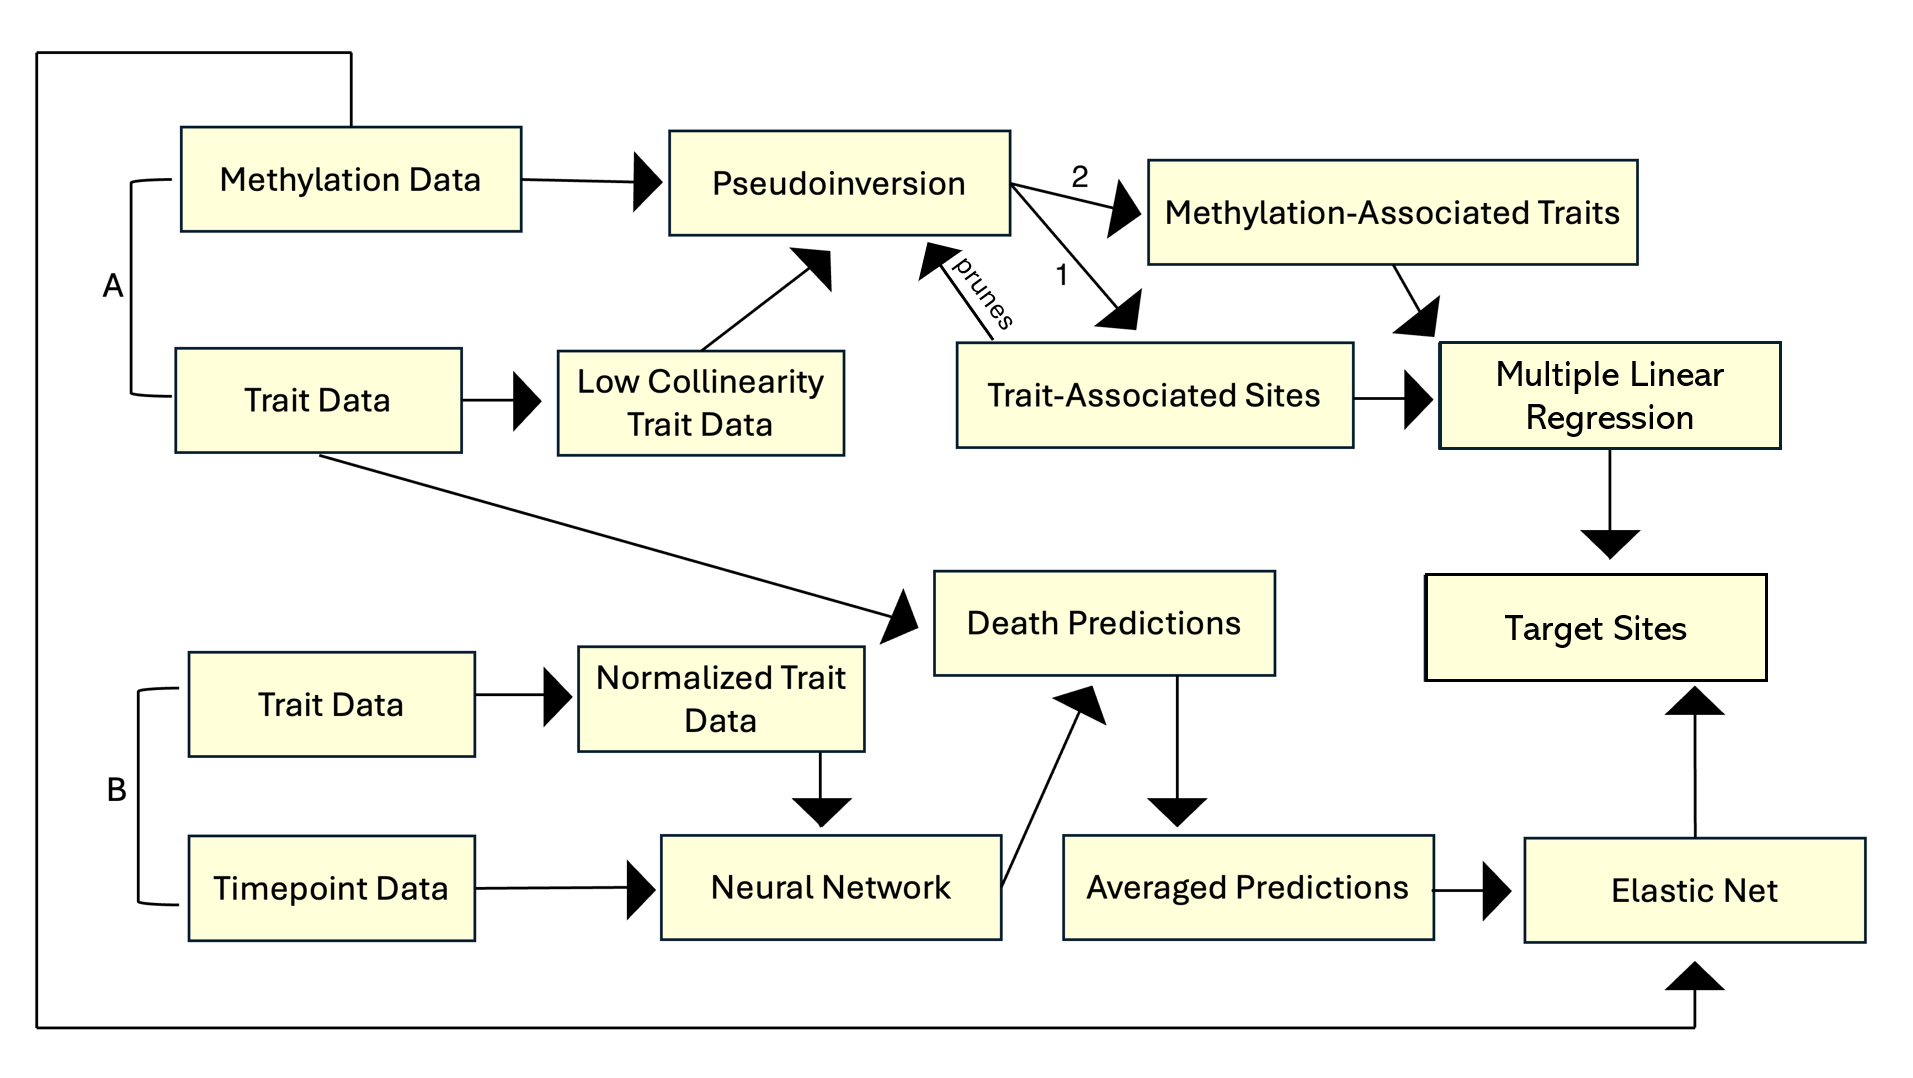 Methylation Data
Pseudoinversion
2
Methylation-Associated Traits
1
prunes
A
Trait Data
Low Collinearity
Trait Data
Trait-Associated Sites
Multiple Linear
Regression
Death Predictions
Target Sites
Trait Data
Normalized Trait
Data
B
Timepoint Data
Neural Network
Averaged Predictions
Elastic Net